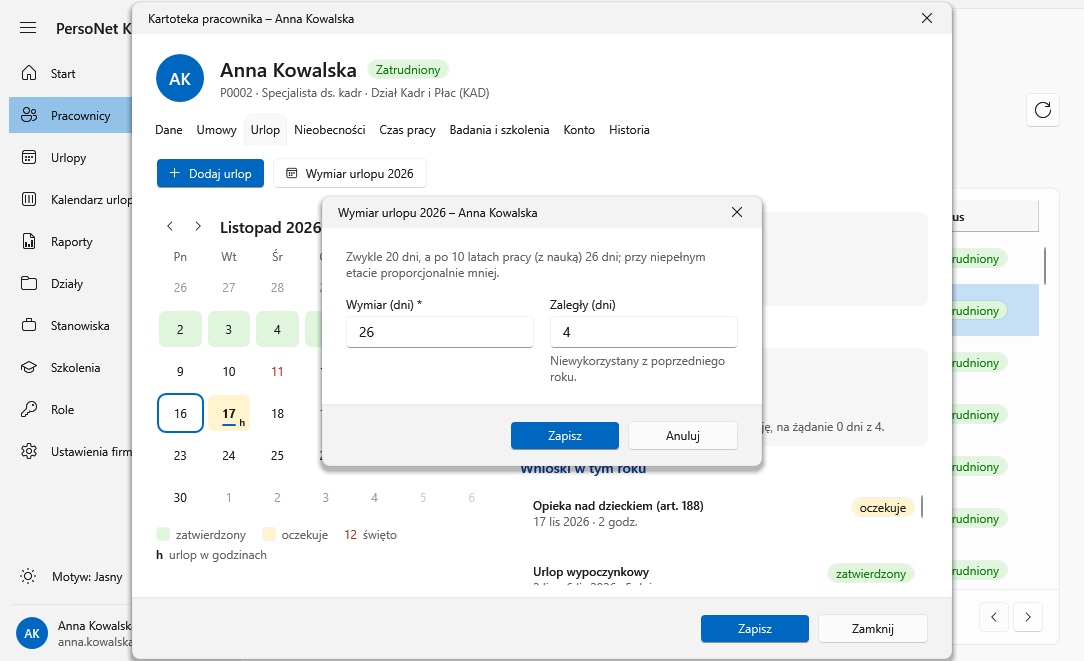 Kartoteka pracownika – Anna Kowalska
PersoNet K
Start
Pracownicy
Urlopy
Kalendarz urlop
Raporty
Działy
Stanowiska
Szkolenia
Role
Ustawienia firm
Motyw: Jasny
AK
Anna Kowalsk
anna.kowalska
AK
Anna Kowalska
Zatrudniony
P0002 · Specjalista ds. kadr · Dział Kadr i Płac (KAD)
Dane Umowy Urlop Nieobecności Czas pracy Badania i szkolenia Konto Historia
Dodaj urlop
Wymiar urlopu 2026
Listopad 2026
Pn Wt Śr
26 27 28
2 3 4
9 10 11
16 17 h 18
23 24 25
30 1 2 3 4 5 6
zatwierdzony oczekuje 12 święto
h urlop w godzinach
Wymiar urlopu 2026 – Anna Kowalska
Zwykle 20 dni, a po 10 latach pracy (z nauką) 26 dni; przy niepełnym
etacie proporcjonalnie mniej.
Wymiar (dni) *
26
Zaległy (dni)
4
Niewykorzystany z poprzedniego
roku.
Zapisz
Anuluj
ję, na żądanie 0 dni z 4.
Wnioski w tym roku
Opieka nad dzieckiem (art. 188)
17 lis 2026 · 2 godz.
oczekuje
Urlop wypoczynkowy
zatwierdzony
Zapisz
Zamknij
us
rudniony
rudniony
rudniony
rudniony
rudniony
rudniony
rudniony